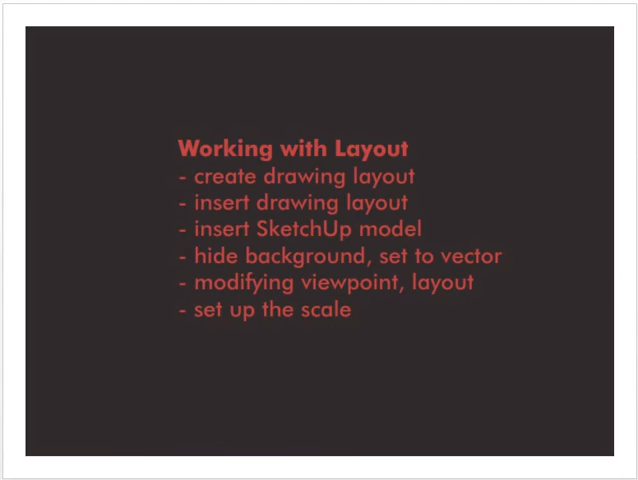 Working with Layout
- create drawing layout
- insert drawing layout
- insert SketchUp model
- hide background, set to vector
- modifying viewpoint, layout
- set up the scale